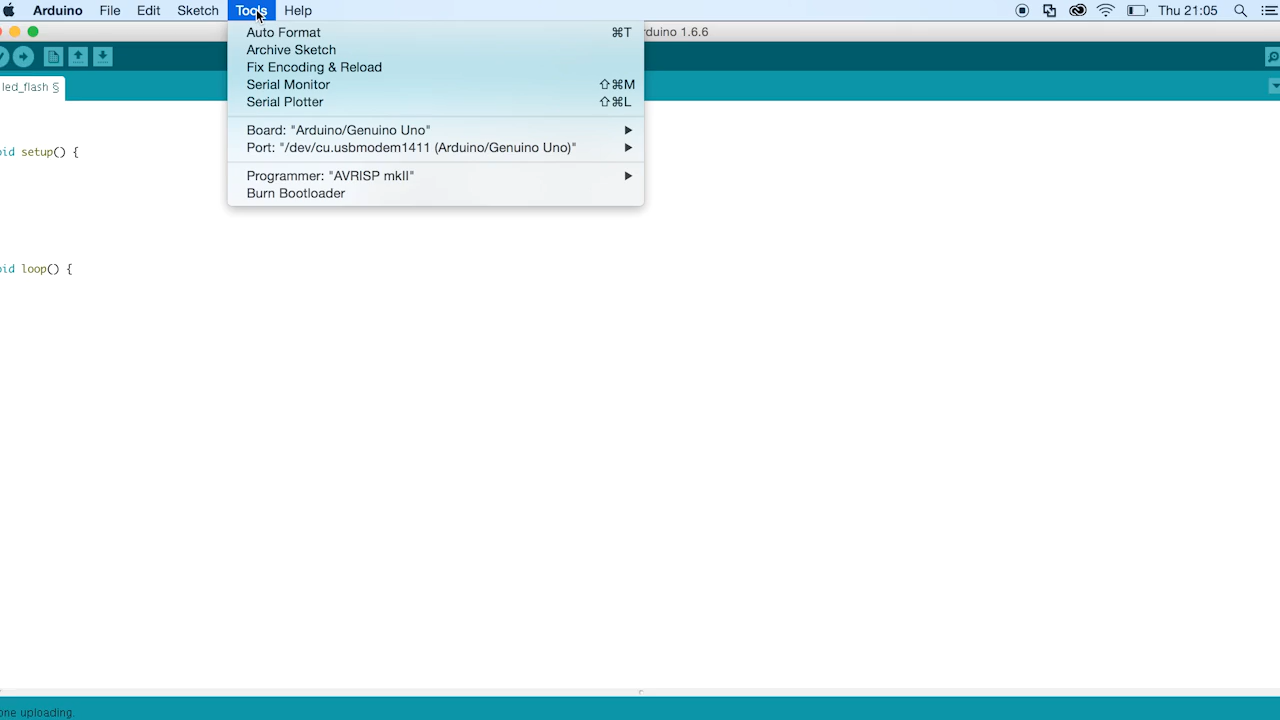 Arduino File Edit Sketch Tools Help Thu 21:05
duino 1.6.6
Auto Format ⌘T
Archive Sketch
Fix Encoding & Reload
led_flash §
Serial Monitor ⇧⌘M
Serial Plotter ⇧⌘L
Board: "Arduino/Genuino Uno"
Port: "/dev/cu.usbmodem1411 (Arduino/Genuino Uno)"
id setup() {
Programmer: "AVRISP mkII"
Burn Bootloader
id loop() {
one uploading.